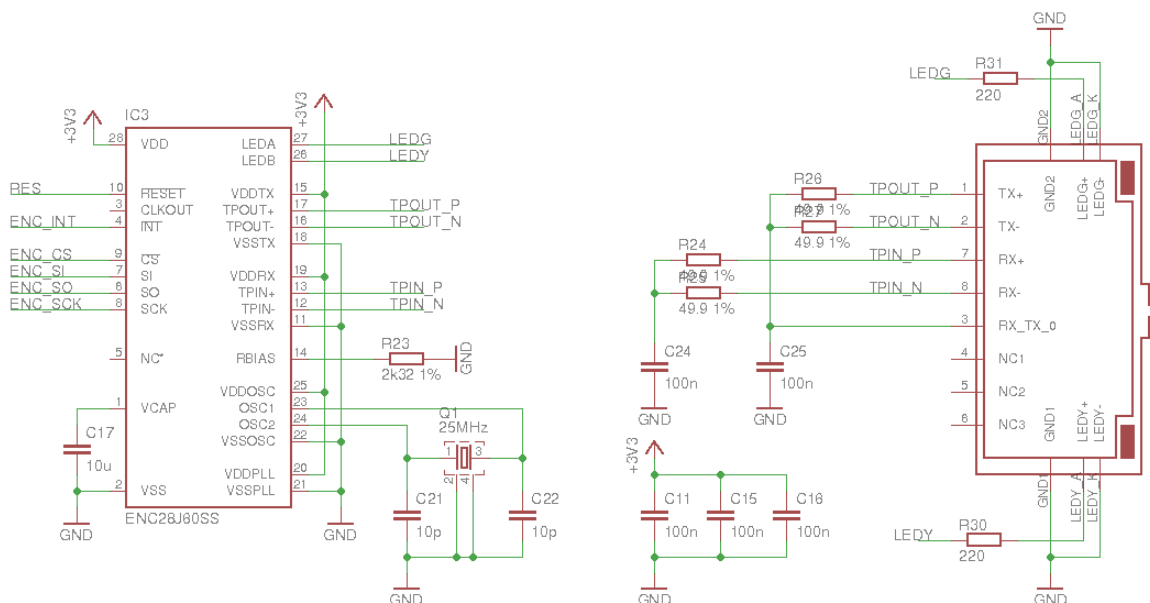 IC3
+3V3
28 VDD
RES
10 RESET
3 CLKOUT
ENC_INT
4 INT
ENC_CS
9 CS
ENC_SI
7 SI
ENC_SO
6 SO
ENC_SCK
8 SCK
5 NC*
1 VCAP
C17
10u
2 VSS
GND
ENC28J60SS
+3V3
LEDA 27 LEDG
LEDB 26 LEDY
VDDTX 15
TPOUT+ 17 TPOUT_P
TPOUT- 16 TPOUT_N
VSSTX 18
VDDRX 19
TPIN+ 13 TPIN_P
TPIN- 12 TPIN_N
VSSRX 11
RBIAS 14
R23
2k32 1%
GND
VDDOSC 25
OSC1 23
OSC2 24
VSSOSC 22
VDDPLL 20
VSSPLL 21
Q1
25MHz
1 3
2 4
C21
10p
C22
10p
GND
GND
LEDG
R31
220
GND2
LEDG_A
LEDG_K
R26
49.9 1%
TPOUT_P
R27
49.9 1%
TPOUT_N
R24
49.9 1%
TPIN_P
R25
49.9 1%
TPIN_N
1 TX+
2 TX-
7 RX+
8 RX-
3 RX_TX_0
4 NC1
5 NC2
6 NC3
GND2
LEDG+
LEDG-
GND1
LEDY+
LEDY-
C24
100n
GND
C25
100n
GND
+3V3
C11
100n
C15
100n
C16
100n
GND
GND1
LEDY_A
LEDY_K
LEDY
R30
220
GND